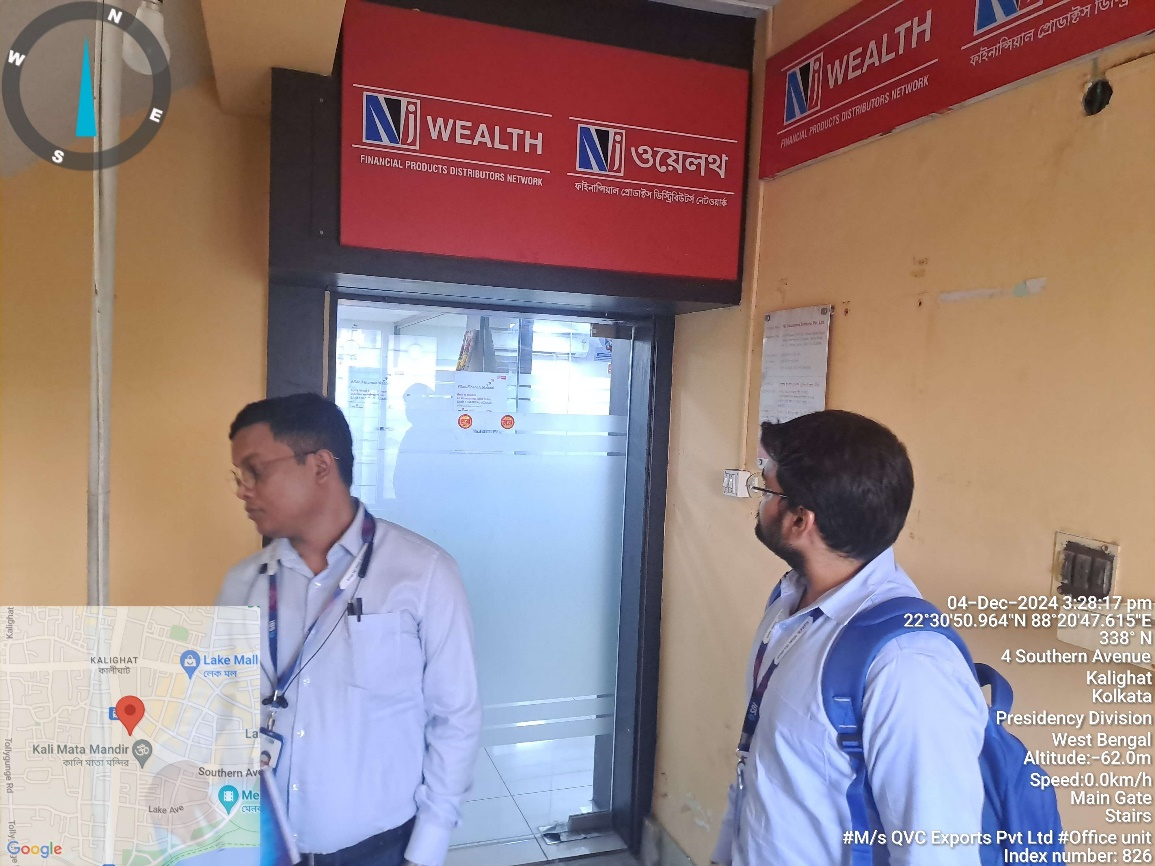 N
W
E
S
Nj WEALTH
FINANCIAL PRODUCTS DISTRIBUTORS NETWORK
Nj ওয়েলথ
ফাইনান্সিয়াল প্রোডাক্টস ডিস্ট্রিবিউটর্স নেটওয়ার্ক
Nj WEALTH
FINANCIAL PRODUCTS DISTRIBUTORS NETWORK
ফাইনান্সিয়াল প্রোডাক্টস
04-Dec-2024 3:28:17 pm
22°30'50.964"N 88°20'47.615"E
338° N
4 Southern Avenue
Kalighat
Kolkata
Presidency Division
West Bengal
Altitude:-62.0m
Speed:0.0km/h
Main Gate
Stairs
#M/s QVC Exports Pvt Ltd #Office unit
Index number: 826
Kalighat
KALIGHAT
কালীঘাট
Lake Mall
লেক মল
Kali Mata Mandir
কালি মাতা মন্দির
Tollygunge Rd
Southern Ave
Lake Ave
Google